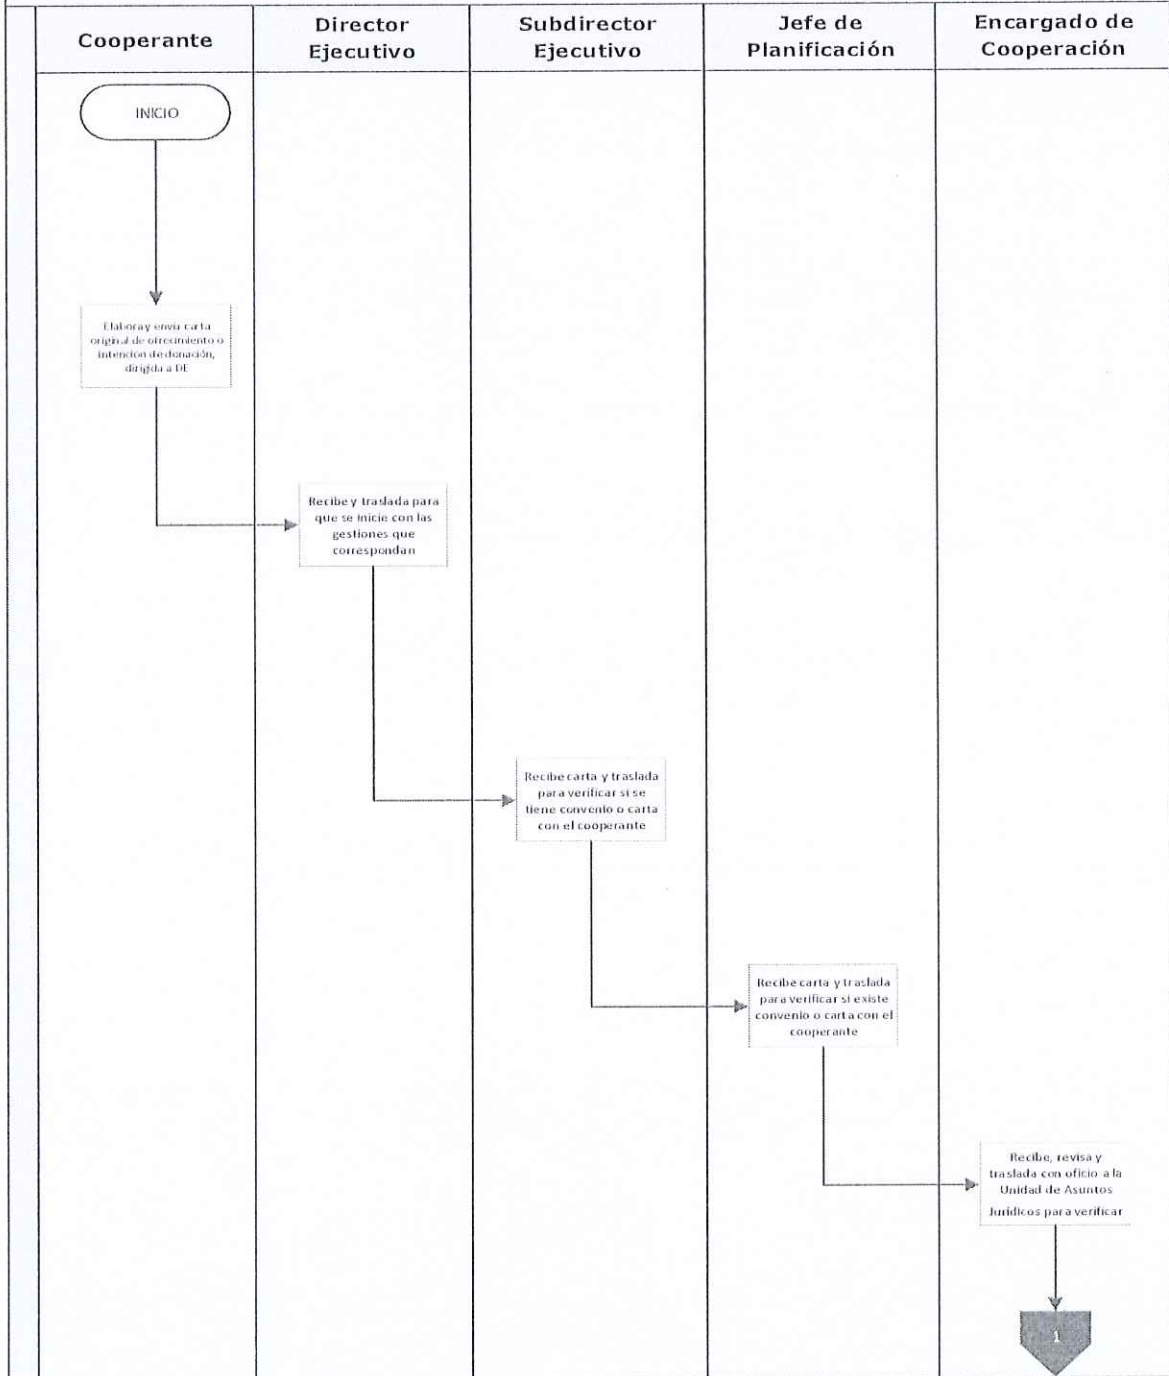 Cooperante
Director
Ejecutivo
Subdirector
Ejecutivo
Jefe de
Planificación
Encargado de
Cooperación
INICIO
Elabora y envía carta
original de ofrecimiento o
intención de donación,
dirigida a DE
Recibe y traslada para
que se inicie con las
gestiones que
correspondan
Recibe carta y traslada
para verificar si se
tiene convenio o carta
con el cooperante
Recibe carta y traslada
para verificar si existe
convenio o carta con el
cooperante
Recibe, revisa y
traslada con oficio a la
Unidad de Asuntos
Jurídicos para verificar
1